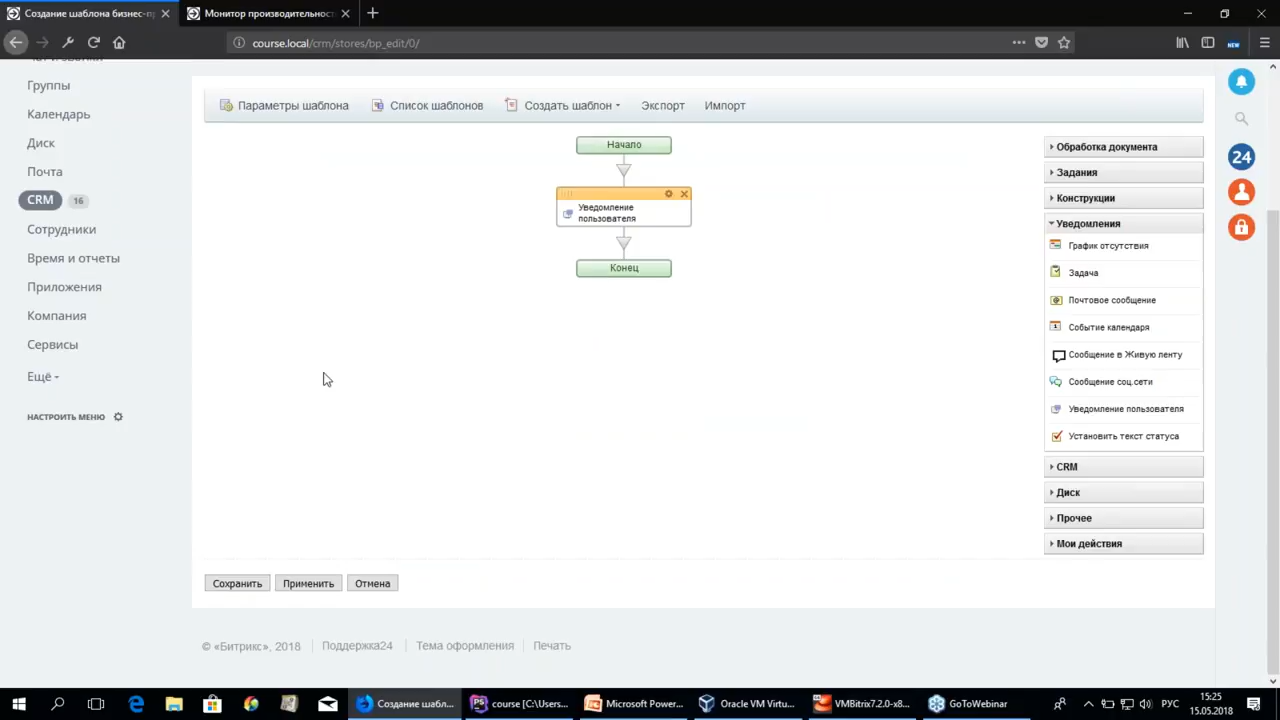 Создание шаблона бизнес-п
Монитор производительност
course.local/crm/stores/bp_edit/0/
NEW
Группы
Календарь
Диск
Почта
CRM 16
Сотрудники
Время и отчеты
Приложения
Компания
Сервисы
Ещё
НАСТРОИТЬ МЕНЮ
Параметры шаблона
Список шаблонов
Создать шаблон
Экспорт
Импорт
Начало
Уведомление
пользователя
Конец
Обработка документа
Задания
Конструкции
Уведомления
График отсутствия
Задача
Почтовое сообщение
Событие календаря
Сообщение в Живую ленту
Сообщение соц.сети
Уведомление пользователя
Установить текст статуса
CRM
Диск
Прочее
Мои действия
24
Сохранить
Применить
Отмена
© «Битрикс», 2018
Поддержка24
Тема оформления
Печать
Создание шабл...
course [C:\Users...
Microsoft Power...
Oracle VM Virtu...
VMBitrix7.2.0-x8...
GoToWebinar
РУС
15:25
15.05.2018